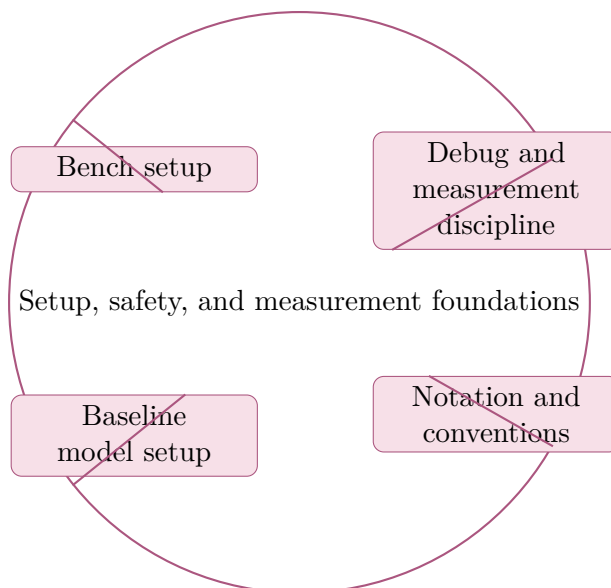 Bench setup
Debug and
measurement
discipline
Setup, safety, and measurement foundations
Baseline
model setup
Notation and
conventions